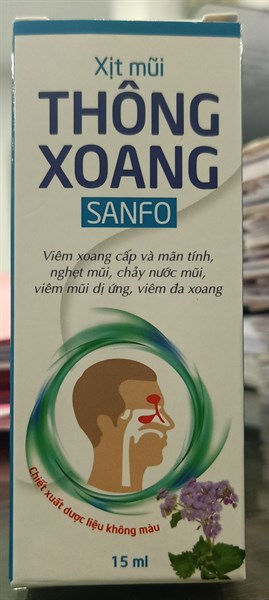 Xịt mũi
THÔNG
XOANG
SANFO
Viêm xoang cấp và mãn tính,
nghẹt mũi, chảy nước mũi,
viêm mũi dị ứng, viêm đa xoang
Chiết xuất dược liệu không màu
15 ml